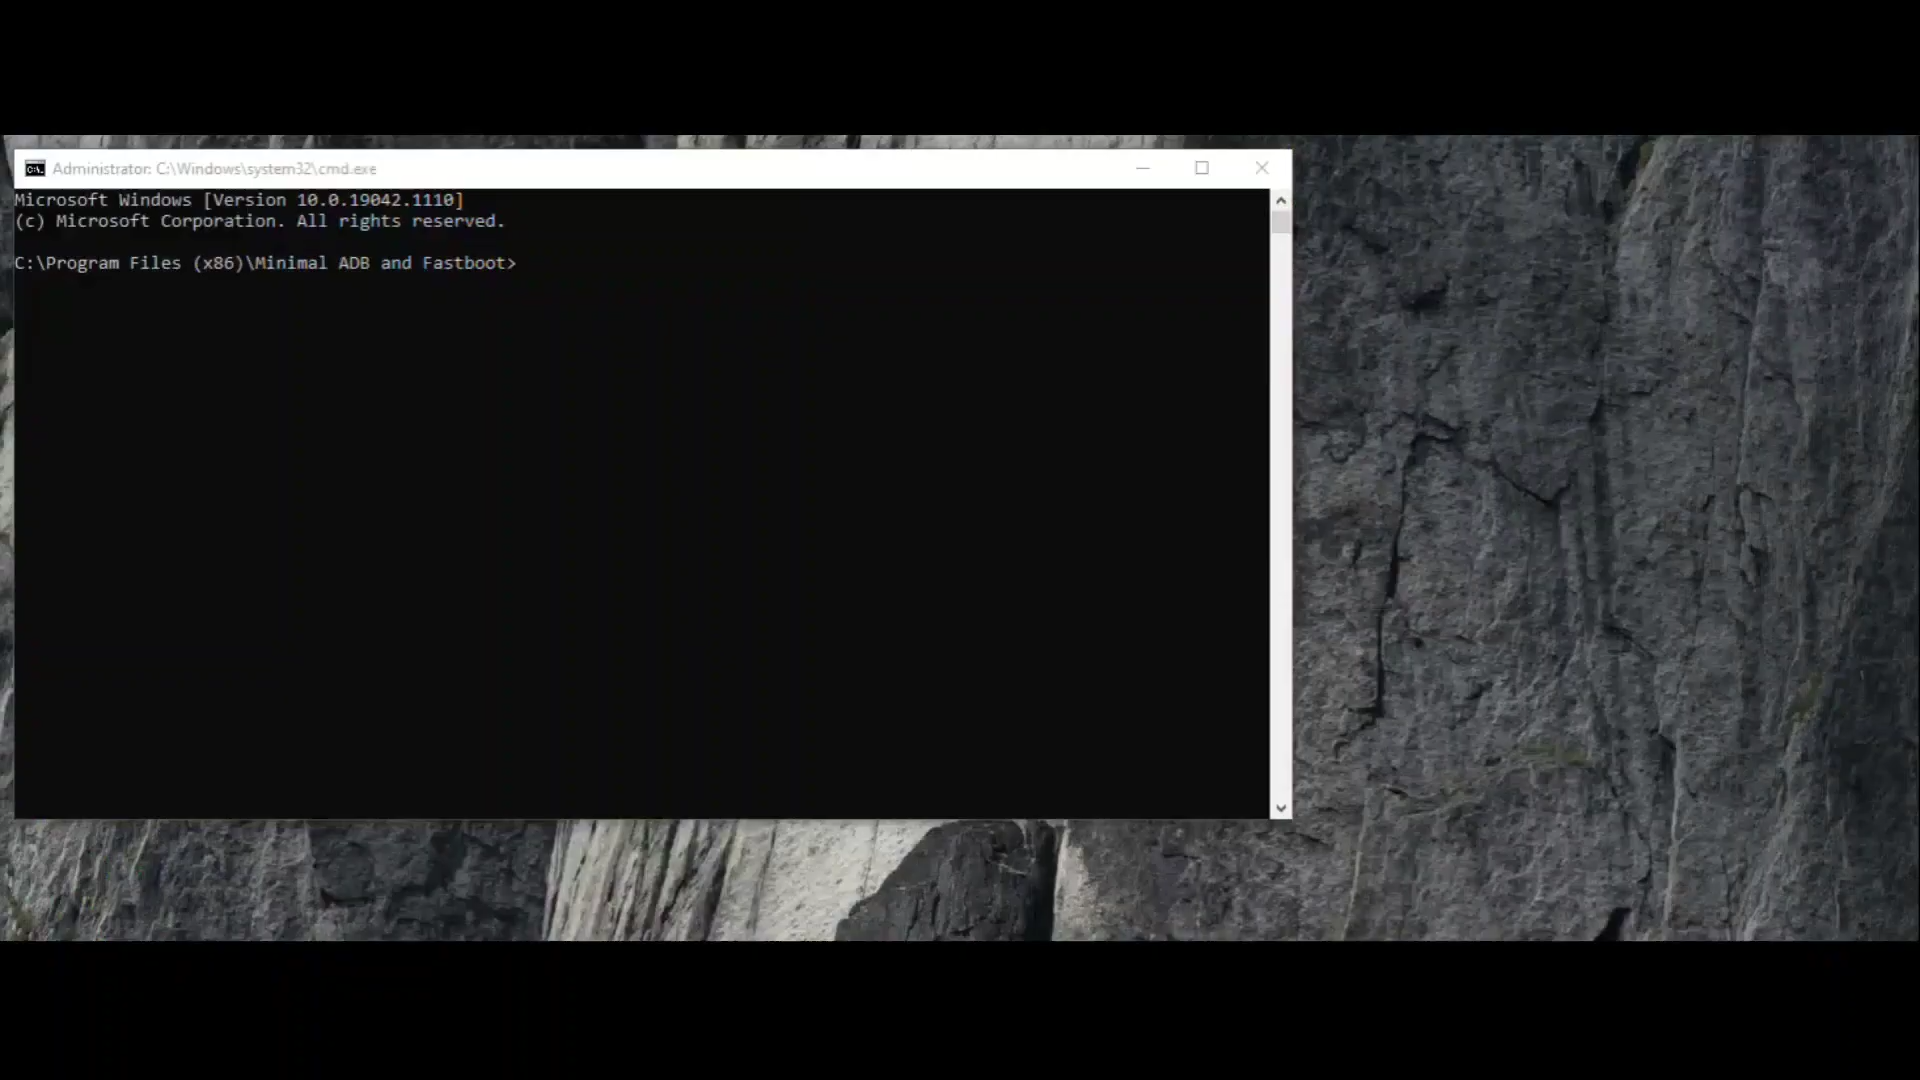 Administrator: C:\Windows\system32\cmd.exe
Microsoft Windows [Version 10.0.19042.1110]
(c) Microsoft Corporation. All rights reserved.
C:\Program Files (x86)\Minimal ADB and Fastboot>